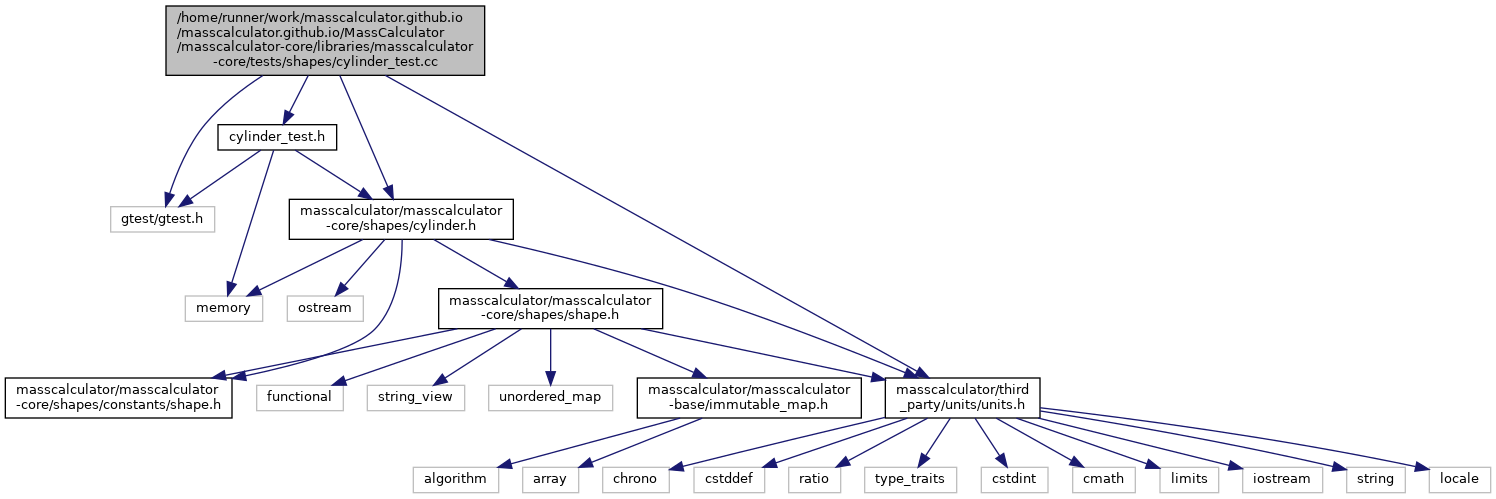 /home/runner/work/masscalculator.github.io
/masscalculator.github.io/MassCalculator
/masscalculator-core/libraries/masscalculator
-core/tests/shapes/cylinder_test.cc
cylinder_test.h
gtest/gtest.h
masscalculator/masscalculator
-core/shapes/cylinder.h
memory
ostream
masscalculator/masscalculator
-core/shapes/shape.h
masscalculator/masscalculator
-core/shapes/constants/shape.h
functional
string_view
unordered_map
masscalculator/masscalculator
-base/immutable_map.h
masscalculator/third
_party/units/units.h
algorithm
array
chrono
cstddef
ratio
type_traits
cstdint
cmath
limits
iostream
string
locale